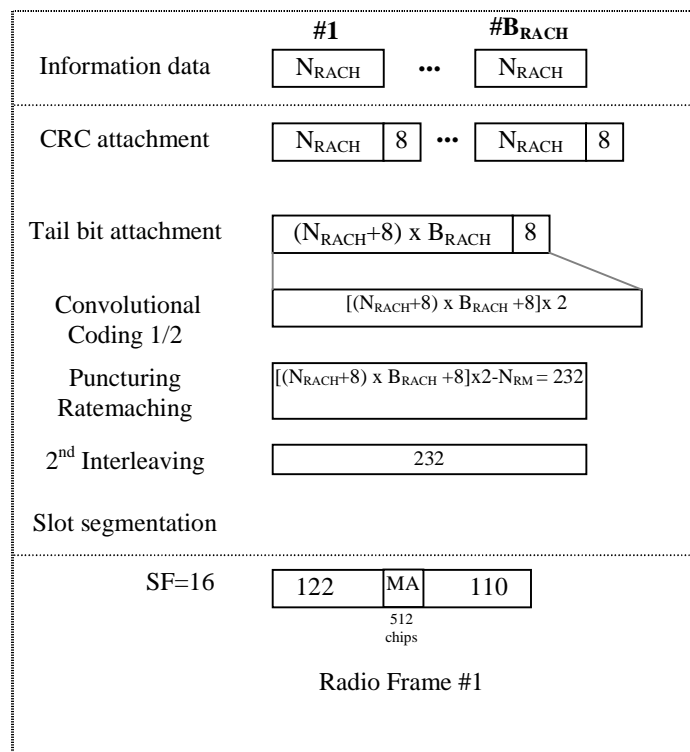 #1 #B_RACH
Information data N_RACH ••• N_RACH
CRC attachment N_RACH 8 ••• N_RACH 8
Tail bit attachment (N_RACH+8) x B_RACH 8
Convolutional
Coding 1/2
[(N_RACH+8) x B_RACH +8]x 2
Puncturing
Ratemaching
[(N_RACH+8) x B_RACH +8]x2-N_RM = 232
2nd Interleaving 232
Slot segmentation
SF=16 122 MA 110
512
chips
Radio Frame #1